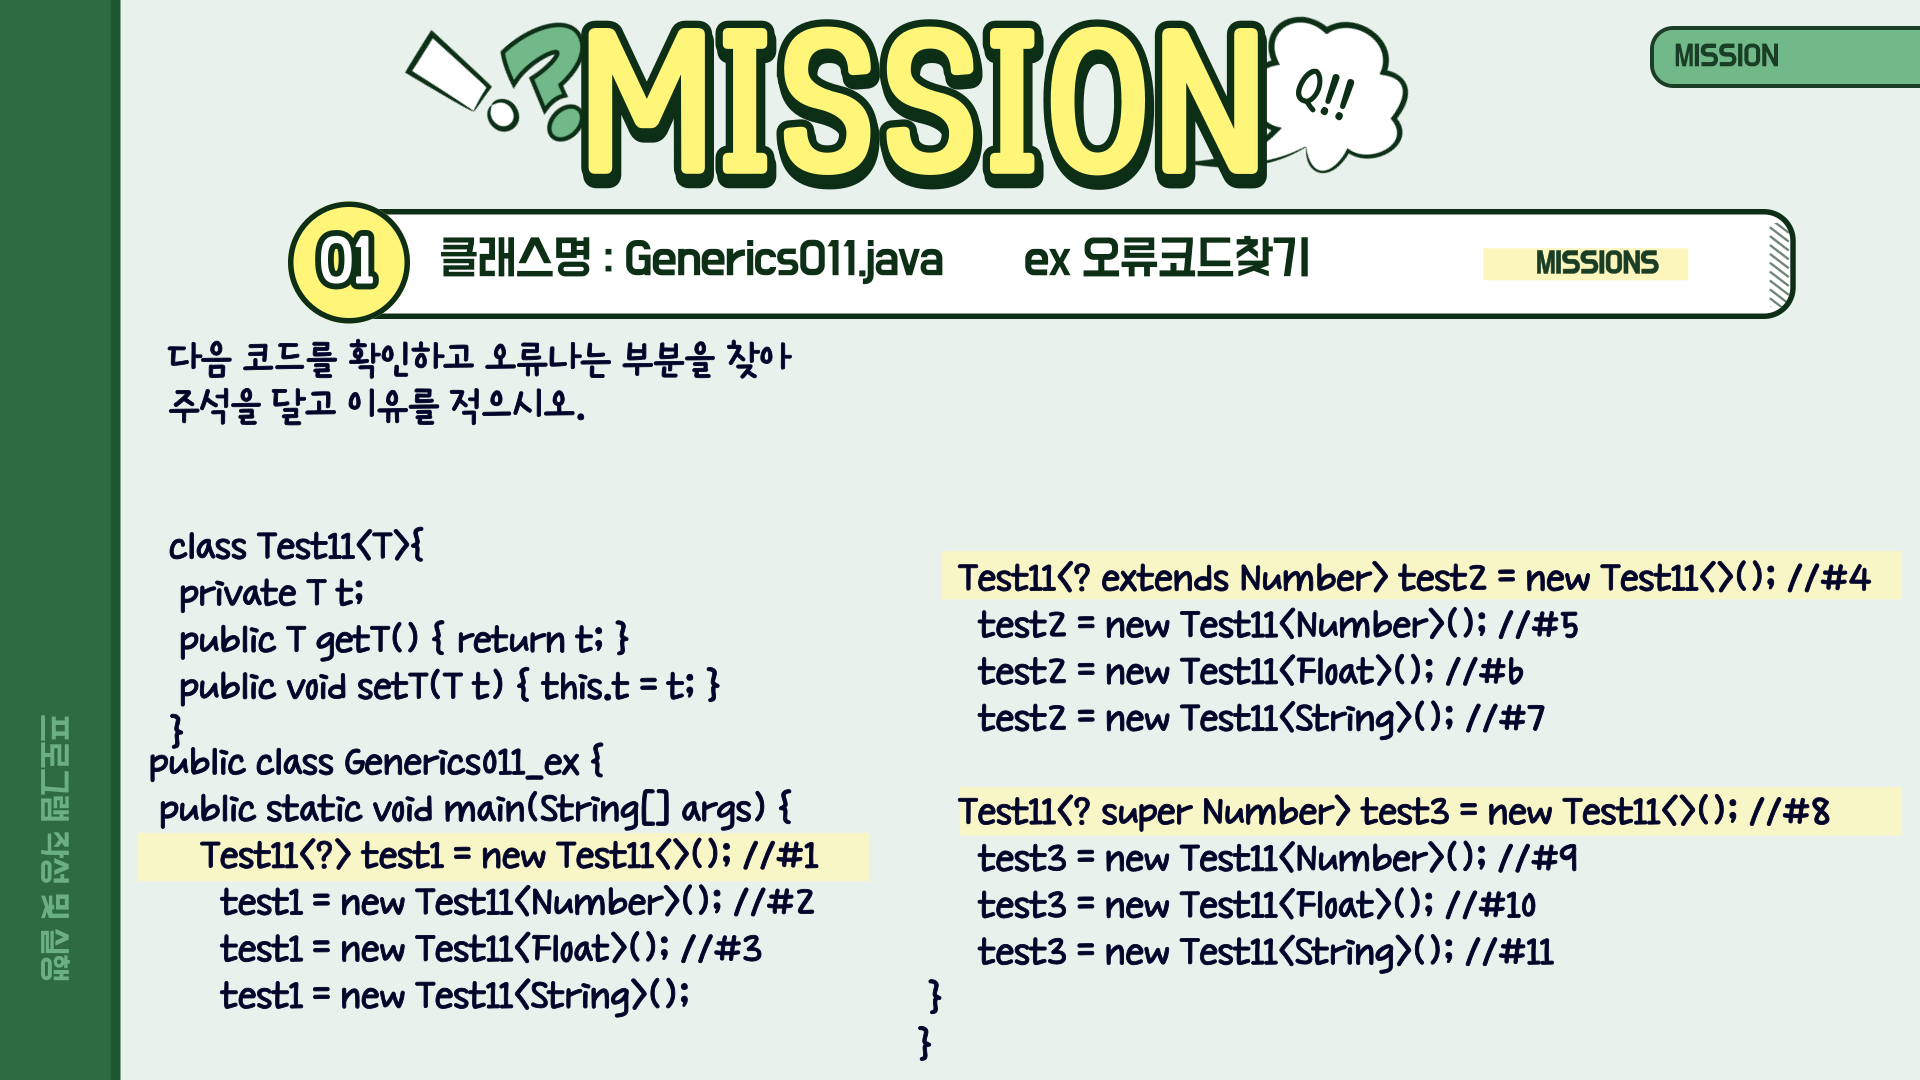 !? MISSION Q!!
MISSION
01 클래스명 : Generics011.java ex 오류코드찾기 MISSIONS
다음 코드를 확인하고 오류나는 부분을 찾아
주석을 달고 이유를 적으시오.
class Test11<T>{
private T t;
public T getT() { return t; }
public void setT(T t) { this.t = t; }
}
public class Generics011_ex {
public static void main(String[] args) {
Test11<?> test1 = new Test11<>(); //#1
test1 = new Test11<Number>(); //#2
test1 = new Test11<Float>(); //#3
test1 = new Test11<String>();
Test11<? extends Number> test2 = new Test11<>(); //#4
test2 = new Test11<Number>(); //#5
test2 = new Test11<Float>(); //#6
test2 = new Test11<String>(); //#7
Test11<? super Number> test3 = new Test11<>(); //#8
test3 = new Test11<Number>(); //#9
test3 = new Test11<Float>(); //#10
test3 = new Test11<String>(); //#11
}
}
프로그램 작성 및 실행